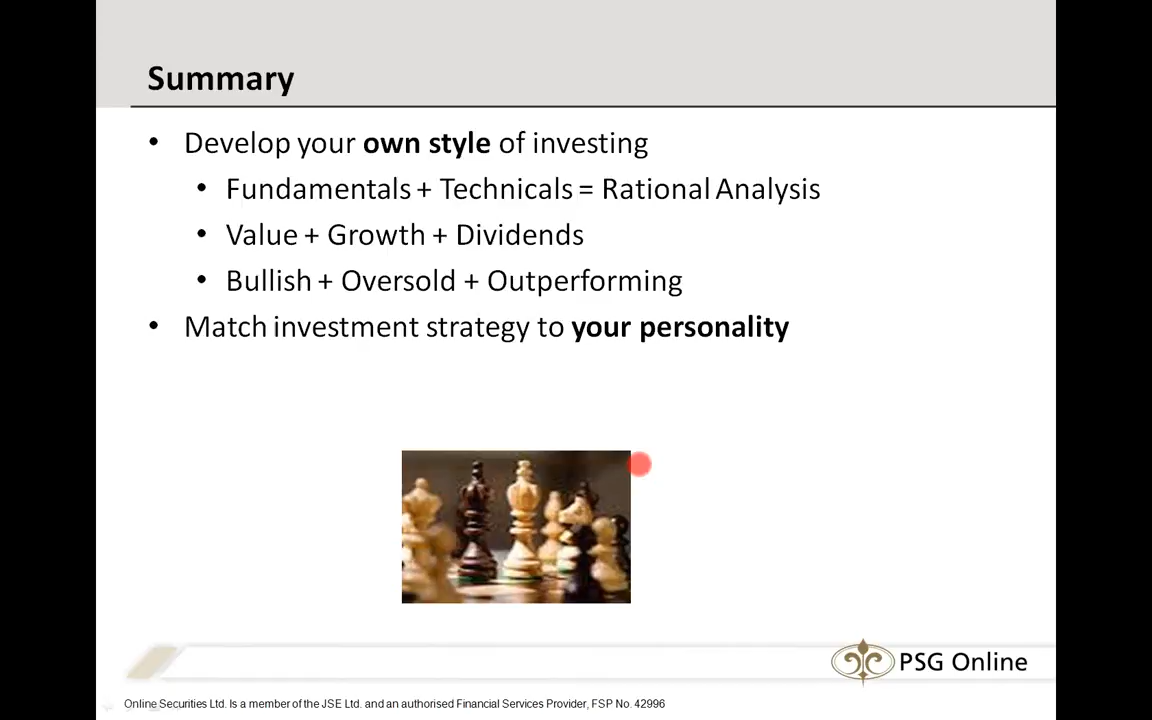 Summary
• Develop your own style of investing
• Fundamentals + Technicals = Rational Analysis
• Value + Growth + Dividends
• Bullish + Oversold + Outperforming
• Match investment strategy to your personality
PSG Online
Online Securities Ltd. Is a member of the JSE Ltd. and an authorised Financial Services Provider, FSP No. 42996